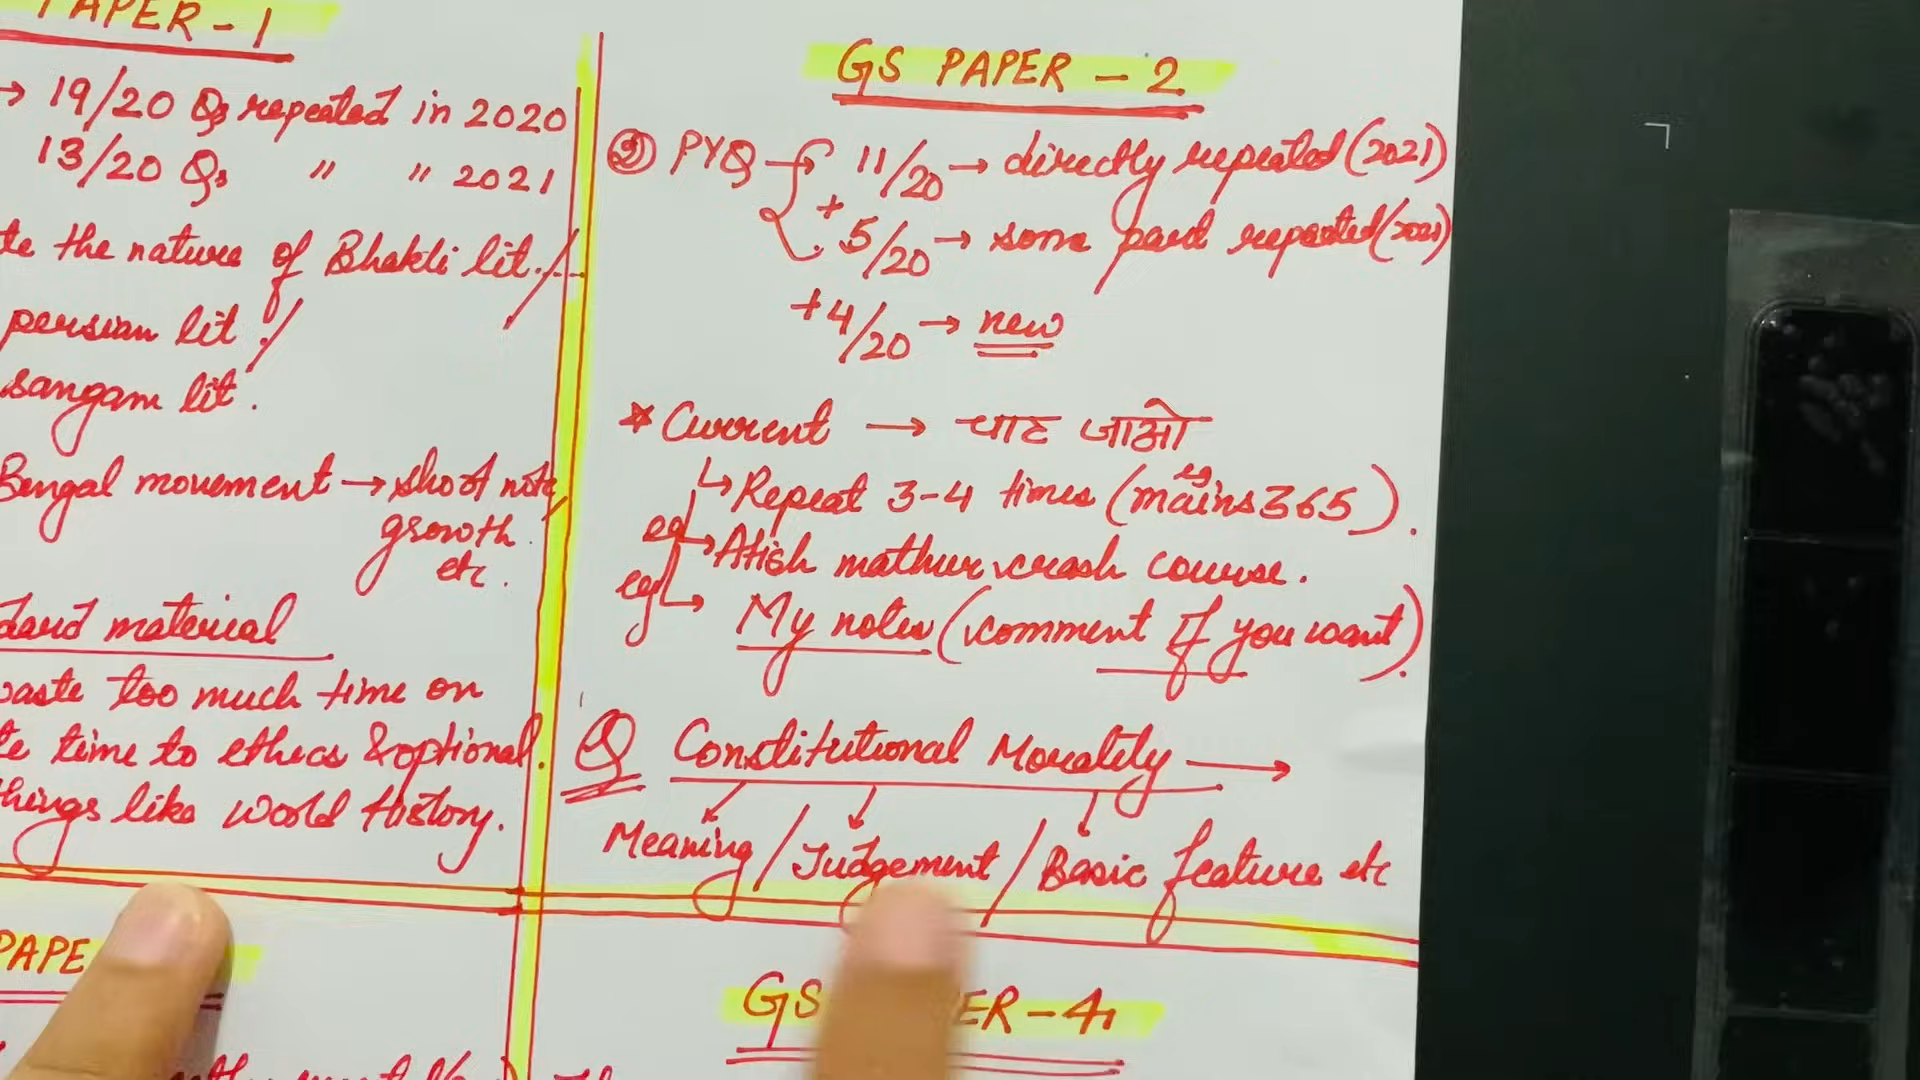 PAPER - 1
→ 19/20 Qs repeated in 2020
13/20 Qs " " 2021
te the nature of Bhakti lit./
persian lit./
sangam lit.
Bengal movement → short note/
growth
etc.
dard material
waste too much time on
te time to ethics & optional.
things like world history.
PAPE
GS PAPER - 2
PYQ → 11/20 → directly repeated (2021)
+ 5/20 → some part repeated (2021)
+ 4/20 → new
* Current → चाट जाओ
↳ Repeat 3-4 times (eg mains 365).
eg → Atish mathur crash course.
eg → My notes (comment If you want).
Q Constitutional Morality →
Meaning / Judgement / Basic feature etc
GS ER - 4